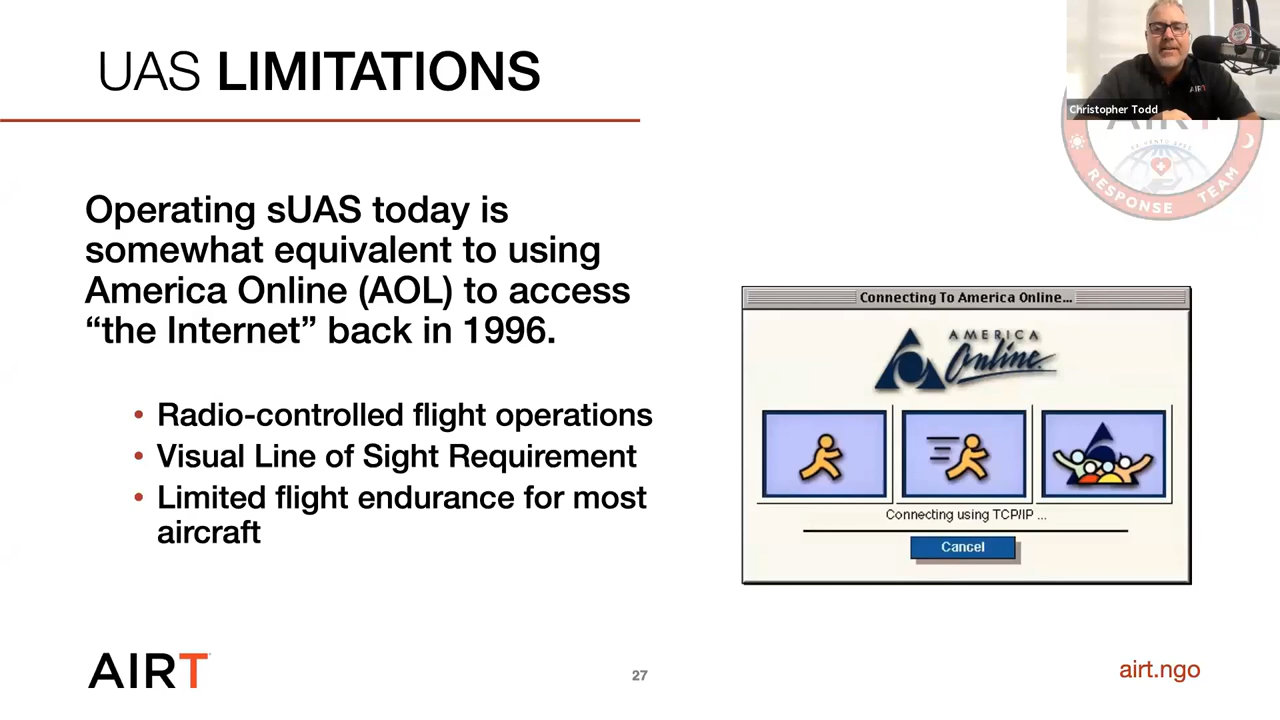 UAS LIMITATIONS
Christopher Todd
AIRT
AIRT
RESPONSE TEAM
Operating sUAS today is
somewhat equivalent to using
America Online (AOL) to access
“the Internet” back in 1996.
• Radio-controlled flight operations
• Visual Line of Sight Requirement
• Limited flight endurance for most
aircraft
Connecting To America Online...
AMERICA
Online.
Connecting using TCP/IP ...
Cancel
AIRT
27
airt.ngo